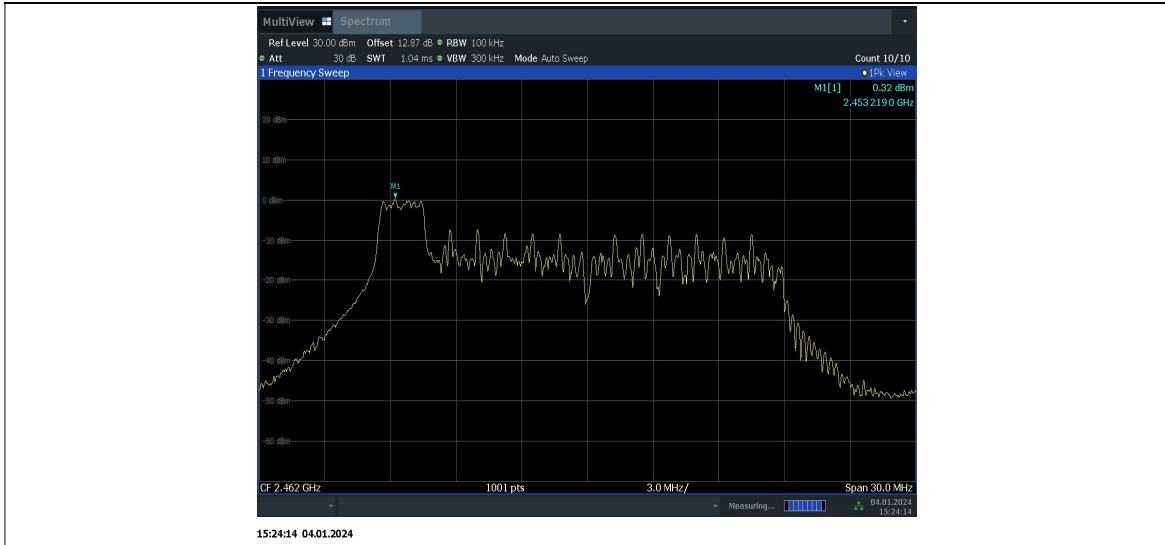 MultiView Spectrum
Ref Level 30.00 dBm Offset 12.87 dB RBW 100 kHz
Att 30 dB SWT 1.04 ms VBW 300 kHz Mode Auto Sweep Count 10/10
1 Frequency Sweep 1Pk View
M1[1] 0.32 dBm
2.453 219 0 GHz
20 dBm
10 dBm
M1
0 dBm
-10 dBm
-20 dBm
-30 dBm
-40 dBm
-50 dBm
-60 dBm
CF 2.462 GHz 1001 pts 3.0 MHz/ Span 30.0 MHz
Measuring... 04.01.2024
15:24:14
15:24:14 04.01.2024